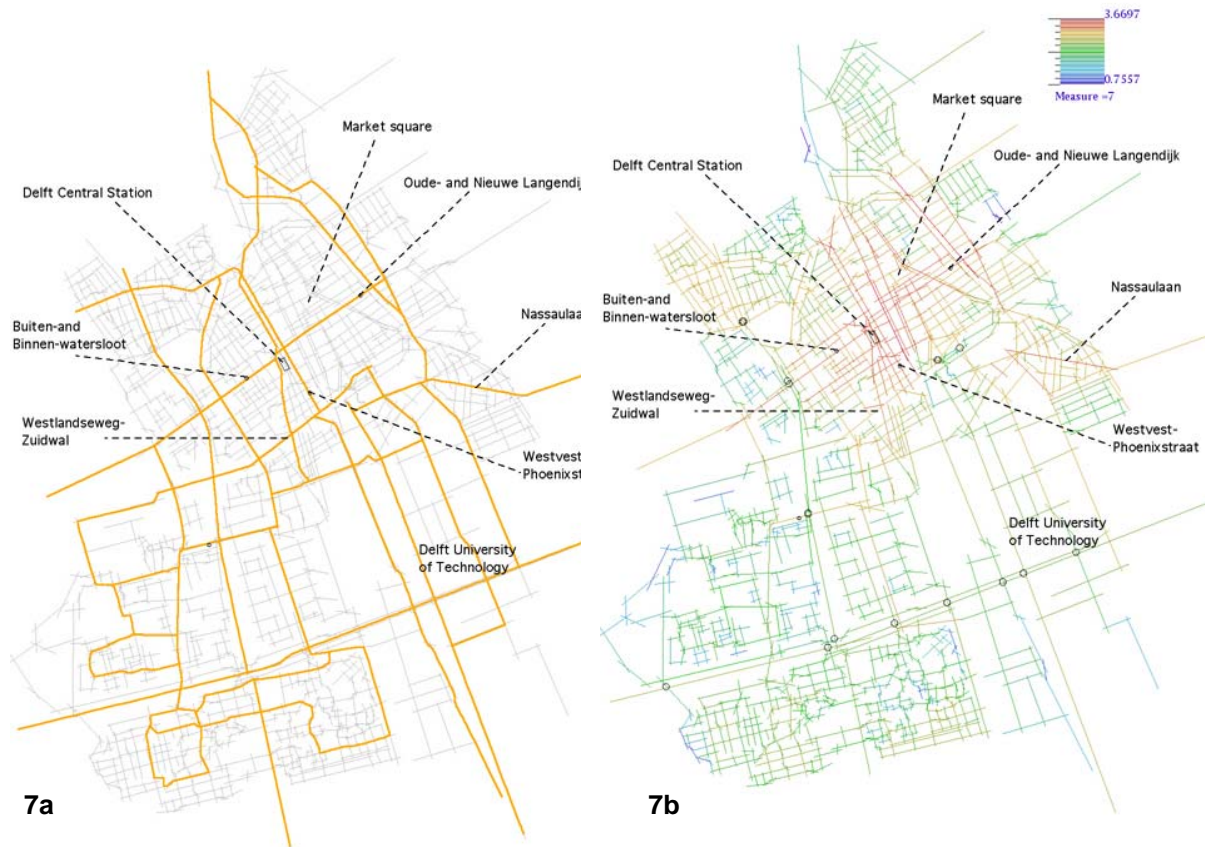 Market square
Delft Central Station
Oude- and Nieuwe Langendij
Buiten-and
Binnen-watersloot
Nassaulaa
Westlandseweg-
Zuidwal
Westvest
Phoenixst
Delft University
of Technology
7a
3.6697
0.7557
Measure =7
Market square
Delft Central Station
Oude- and Nieuwe Langendijk
Buiten-and
Binnen-watersloot
Nassaulaan
Westlandseweg-
Zuidwal
Westvest-
Phoenixstraat
Delft University
of Technology
7b